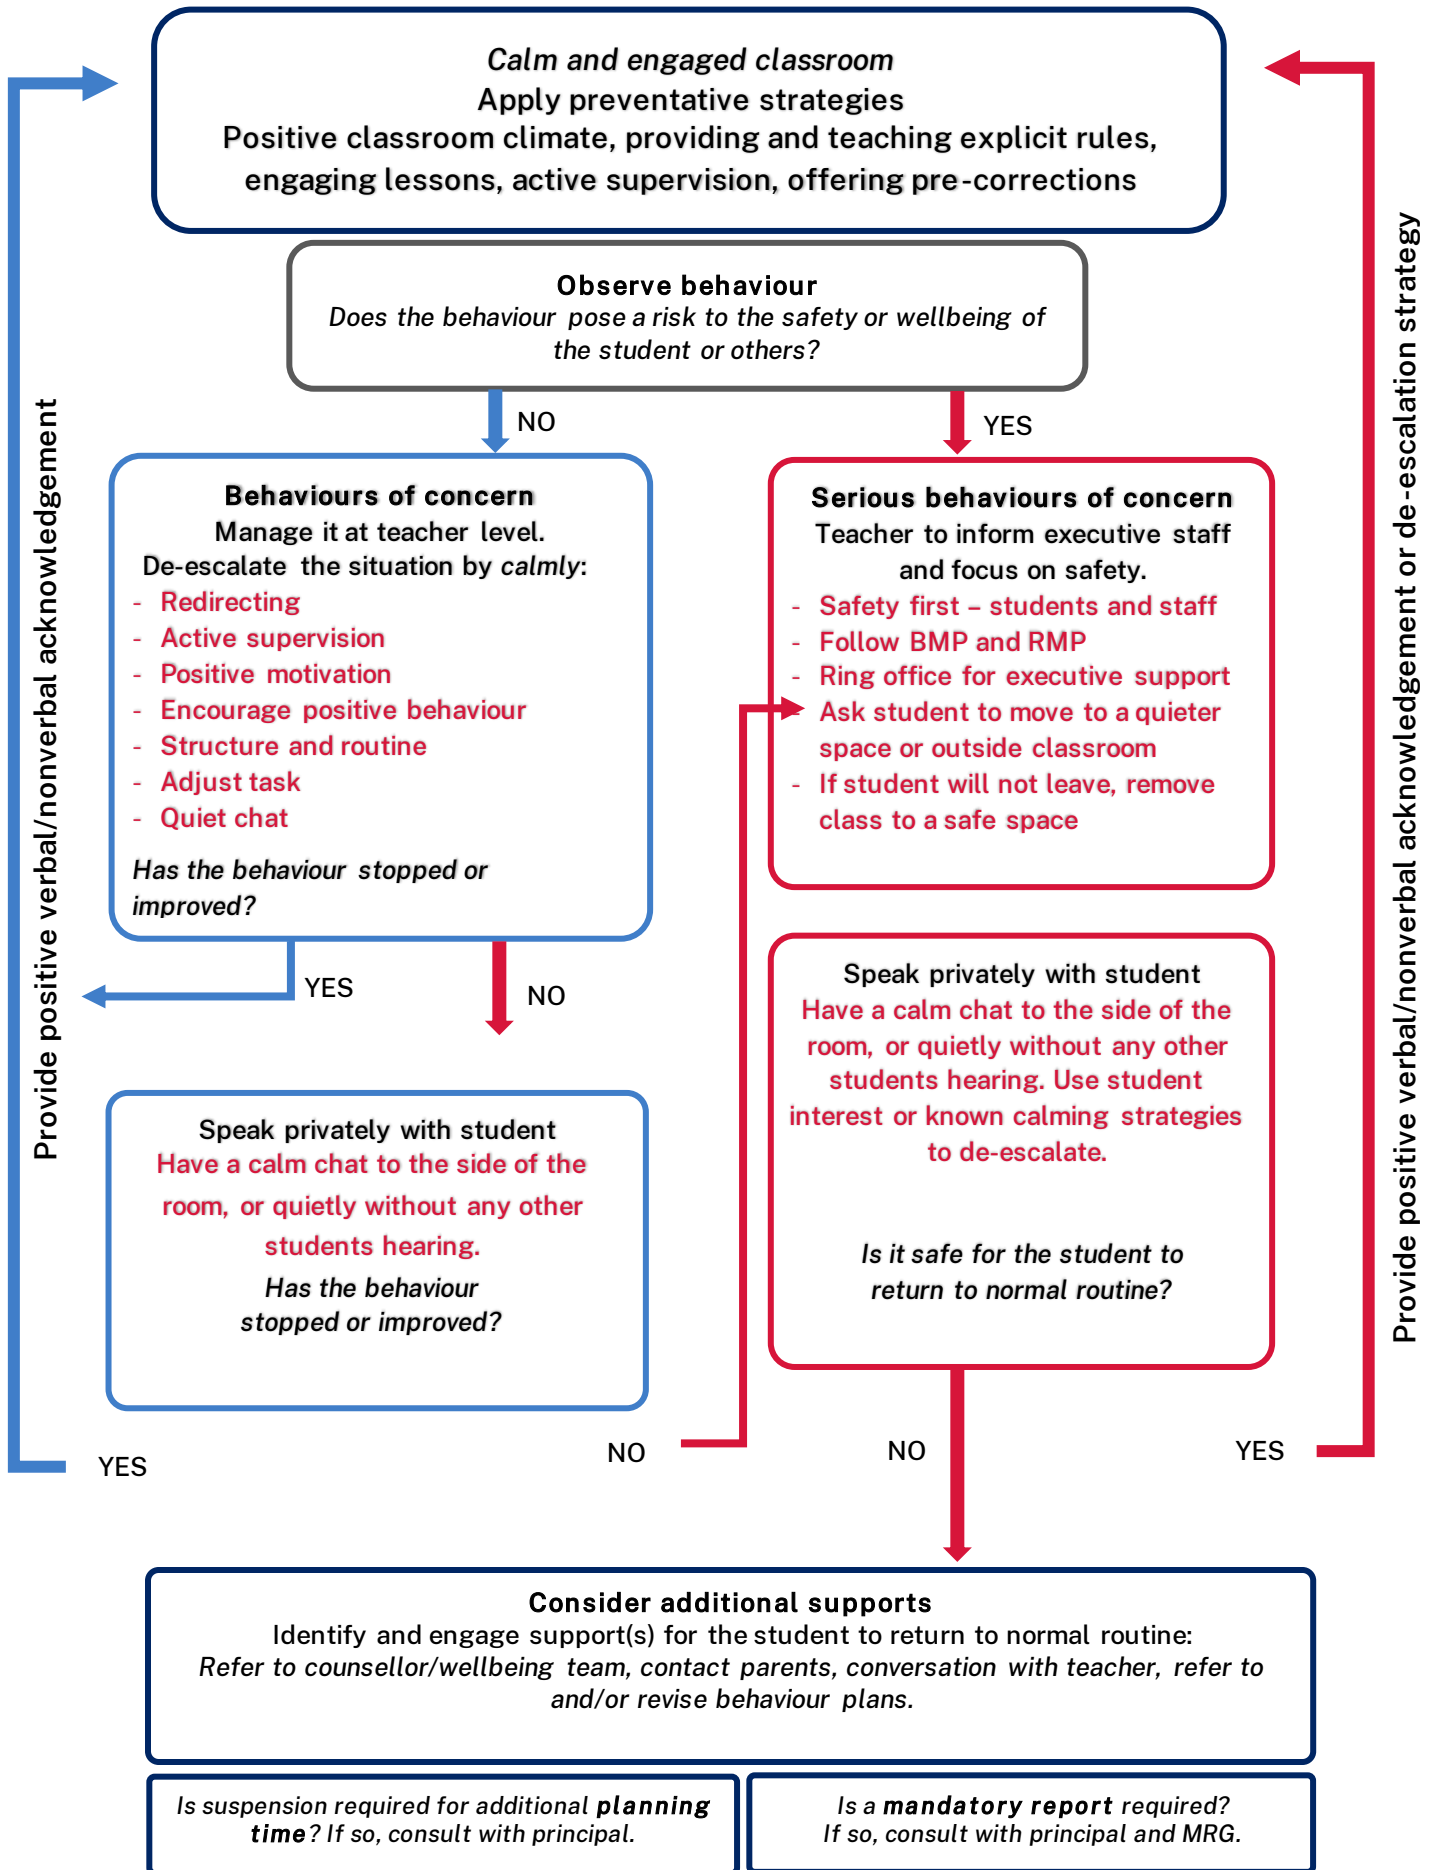 Calm and engaged classroom
Apply preventative strategies
Positive classroom climate, providing and teaching explicit rules,
engaging lessons, active supervision, offering pre-corrections
Observe behaviour
Does the behaviour pose a risk to the safety or wellbeing of
the student or others?
NO
YES
Behaviours of concern
Manage it at teacher level.
De-escalate the situation by calmly:
- Redirecting
- Active supervision
- Positive motivation
- Encourage positive behaviour
- Structure and routine
- Adjust task
- Quiet chat
Has the behaviour stopped or
improved?
YES
NO
Speak privately with student
Have a calm chat to the side of the
room, or quietly without any other
students hearing.
Has the behaviour
stopped or improved?
YES
NO
Provide positive verbal/nonverbal acknowledgement
Serious behaviours of concern
Teacher to inform executive staff
and focus on safety.
- Safety first – students and staff
- Follow BMP and RMP
- Ring office for executive support
- Ask student to move to a quieter
space or outside classroom
- If student will not leave, remove
class to a safe space
Speak privately with student
Have a calm chat to the side of the
room, or quietly without any other
students hearing. Use student
interest or known calming strategies
to de-escalate.
Is it safe for the student to
return to normal routine?
NO
YES
Provide positive verbal/nonverbal acknowledgement or de-escalation strategy
Consider additional supports
Identify and engage support(s) for the student to return to normal routine:
Refer to counsellor/wellbeing team, contact parents, conversation with teacher, refer to
and/or revise behaviour plans.
Is suspension required for additional planning
time? If so, consult with principal.
Is a mandatory report required?
If so, consult with principal and MRG.